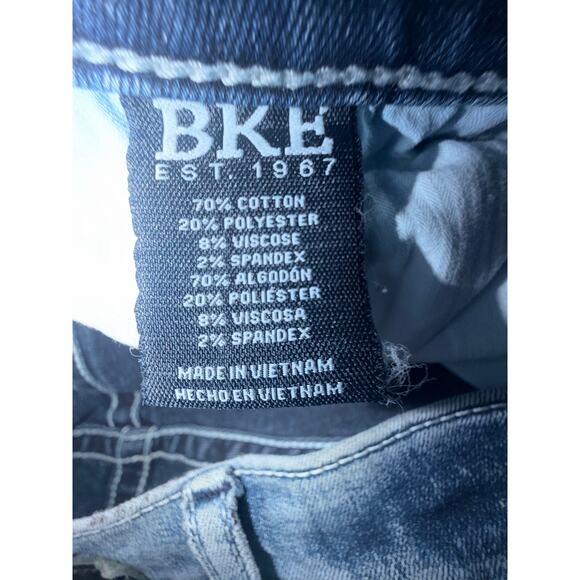 BKE
EST. 1967
70% COTTON
20% POLYESTER
8% VISCOSE
2% SPANDEX
70% ALGODÓN
20% POLIÉSTER
8% VISCOSA
2% SPANDEX
MADE IN VIETNAM
HECHO EN VIETNAM